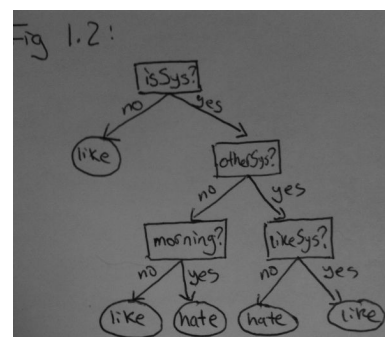 Fig 1.2:
isSys?
no yes
like otherSys?
no yes
morning? likeSys?
no yes no yes
like hate hate like